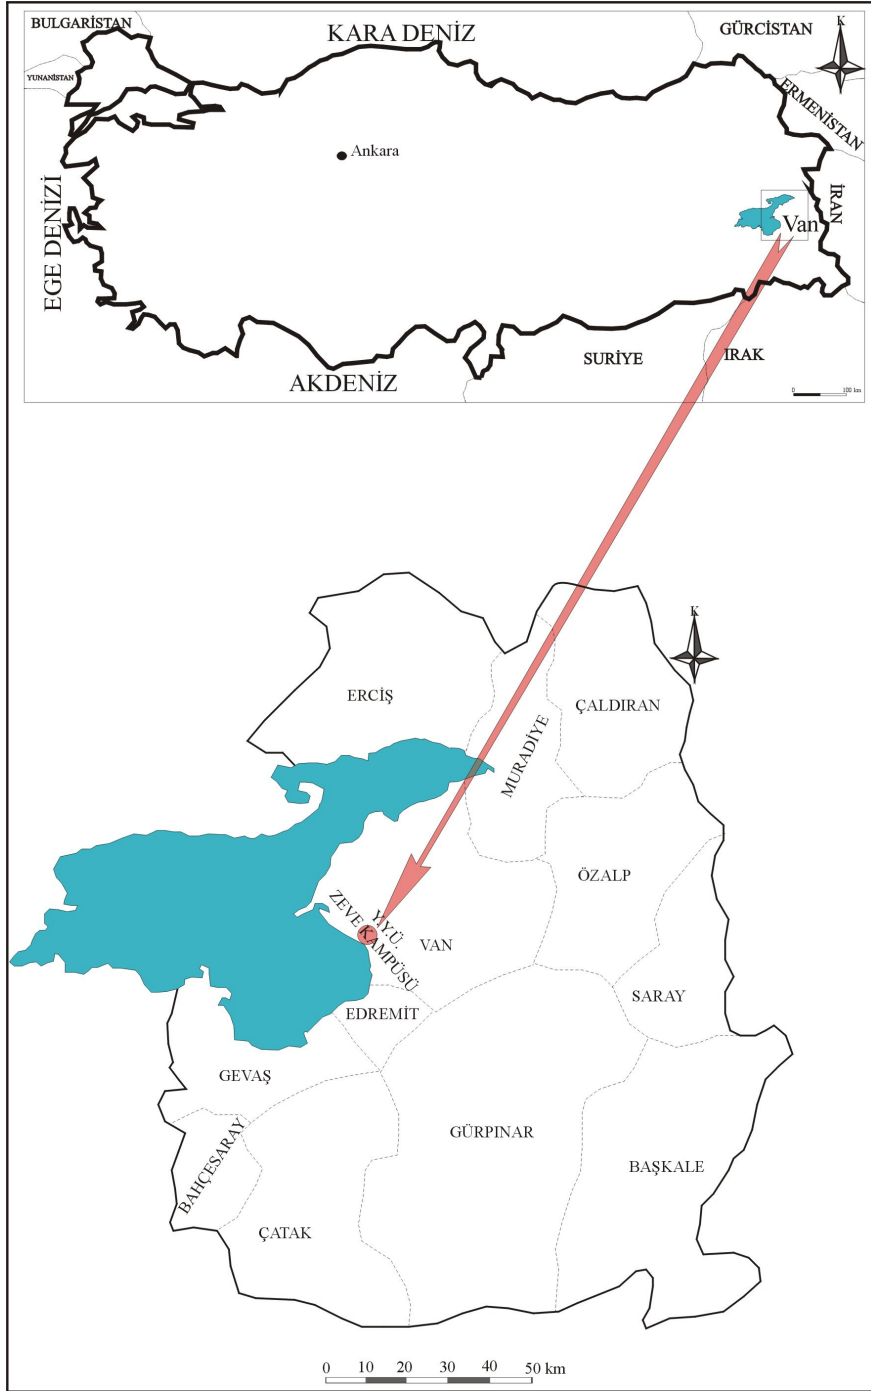 BULGARİSTAN
KARA DENİZ
GÜRCİSTAN
K
YUNANİSTAN
ERMENİSTAN
Ankara
İRAN
EGE DENİZİ
Van
SURİYE
IRAK
AKDENİZ
0 100 km
K
ERCİŞ
ÇALDIRAN
MURADİYE
ÖZALP
Y.Y.Ü.
ZEVE KAMPÜSÜ
VAN
SARAY
EDREMİT
GEVAŞ
GÜRPINAR
BAHÇESARAY
BAŞKALE
ÇATAK
0 10 20 30 40 50 km